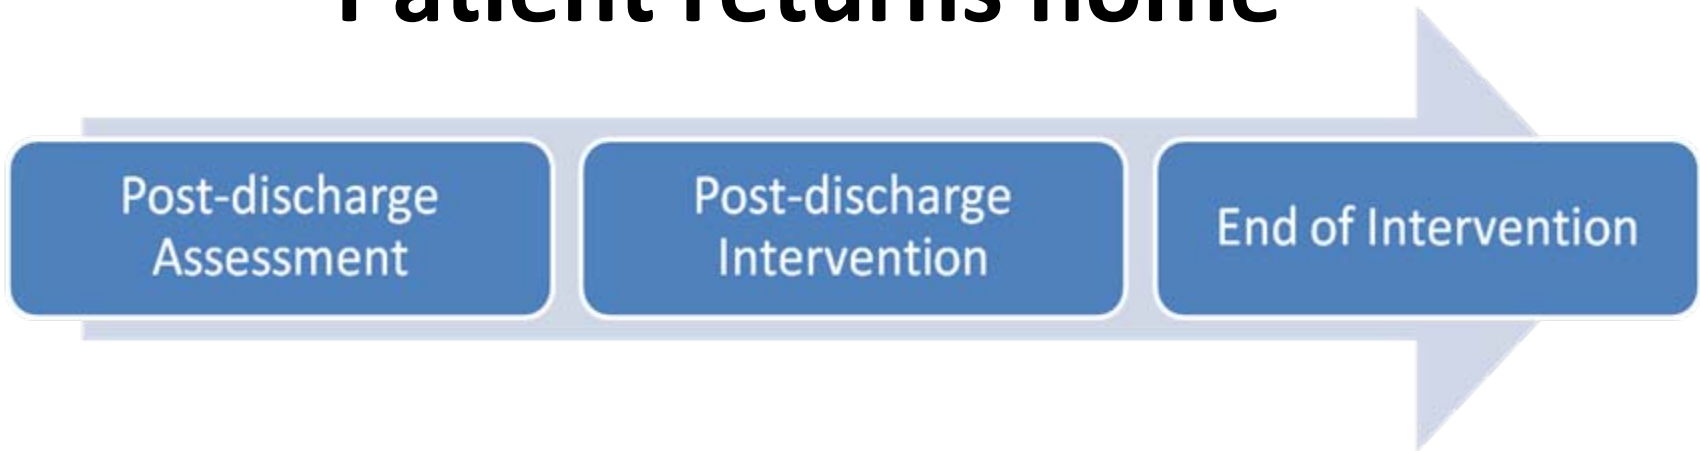 Patient returns home
Post-discharge
Assessment
Post-discharge
Intervention
End of Intervention